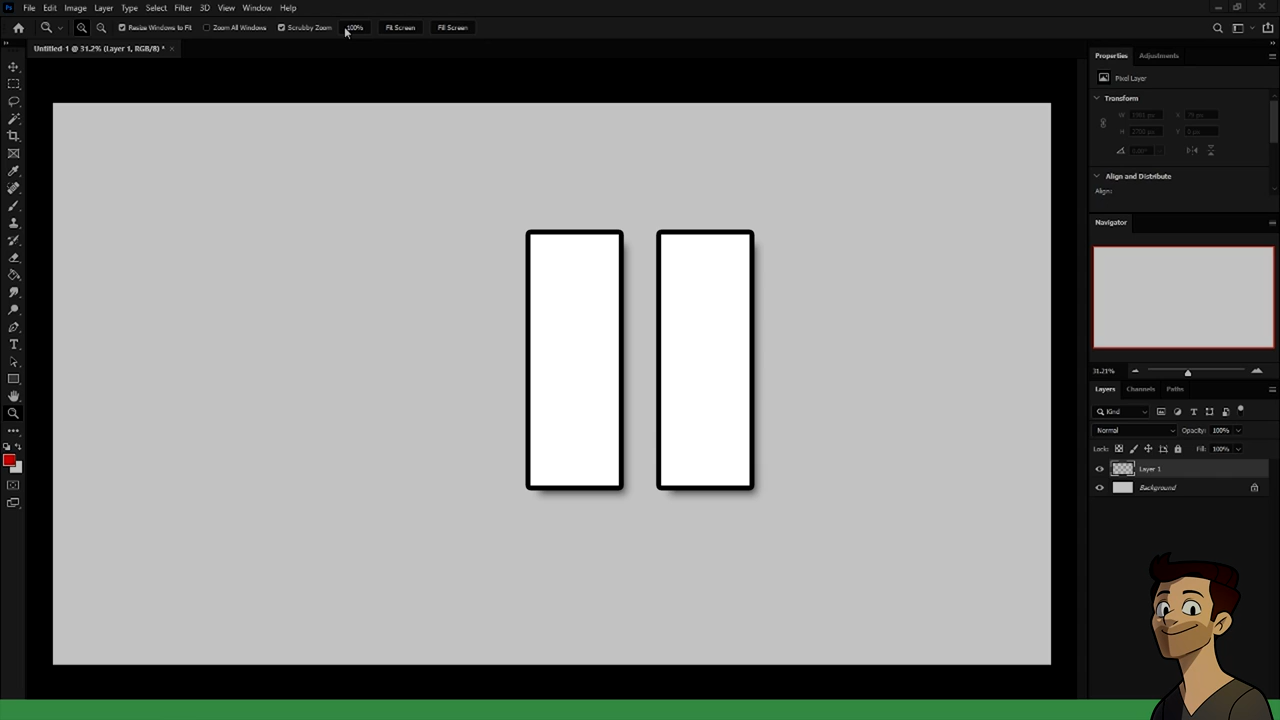 Ps File Edit Image Layer Type Select Filter 3D View Window Help
Resize Windows to Fit Zoom All Windows Scrubby Zoom 100% Fit Screen Fill Screen
Untitled-1 @ 31.2% (Layer 1, RGB/8) * ×
Properties Adjustments
Pixel Layer
Transform
W X
H Y
Align and Distribute
Align:
Navigator
31.21%
Layers Channels Paths
Kind
Normal Opacity: 100%
Lock: Fill: 100%
Layer 1
Background